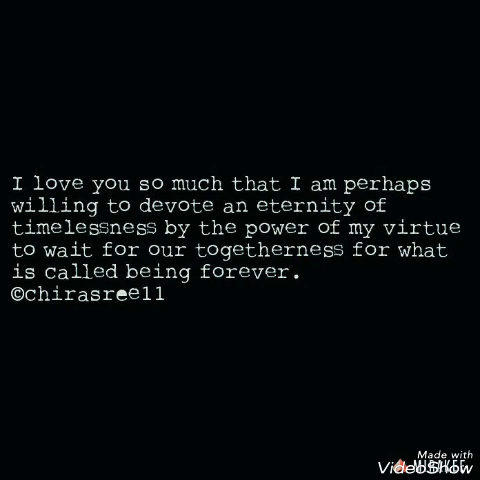 I love you so much that I am perhaps
willing to devote an eternity of
timelessness by the power of my virtue
to wait for our togetherness for what
is called being forever.
©chirasree11
Made with
VideoShow